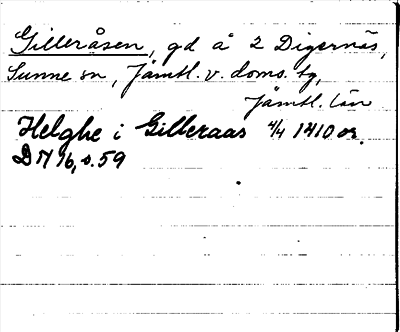 Gilleråsen, gd å 2 Digernäs,
Sunne sn, Jämtl. v. doms. tg,
Jämtl. län
Helghe i Gilleraas 4/4 1410 or.
DN 16, s. 59